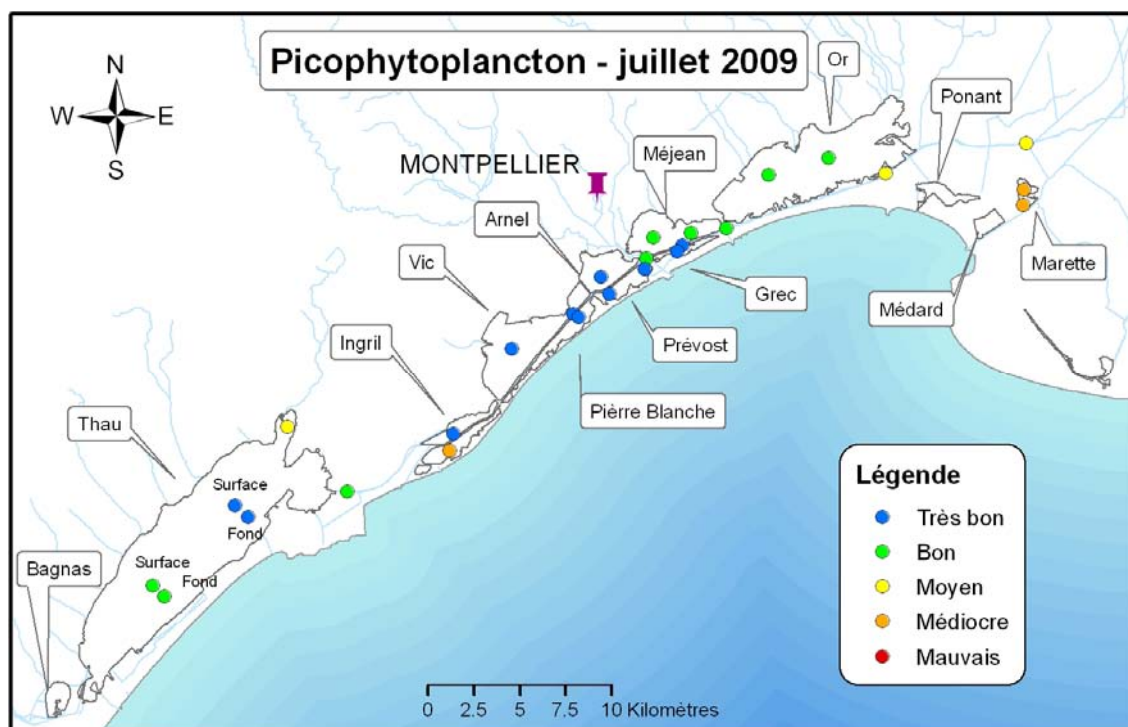 Picophytoplancton - juillet 2009
N
W E
S
MONTPELLIER
Or
Ponant
Méjean
Arnel
Vic
Ingril
Thau
Bagnas
Grec
Prévost
Pièrre Blanche
Médard
Marette
Surface
Fond
Surface
Fond
Légende
Très bon
Bon
Moyen
Médiocre
Mauvais
0 2.5 5 7.5 10 Kilomètres